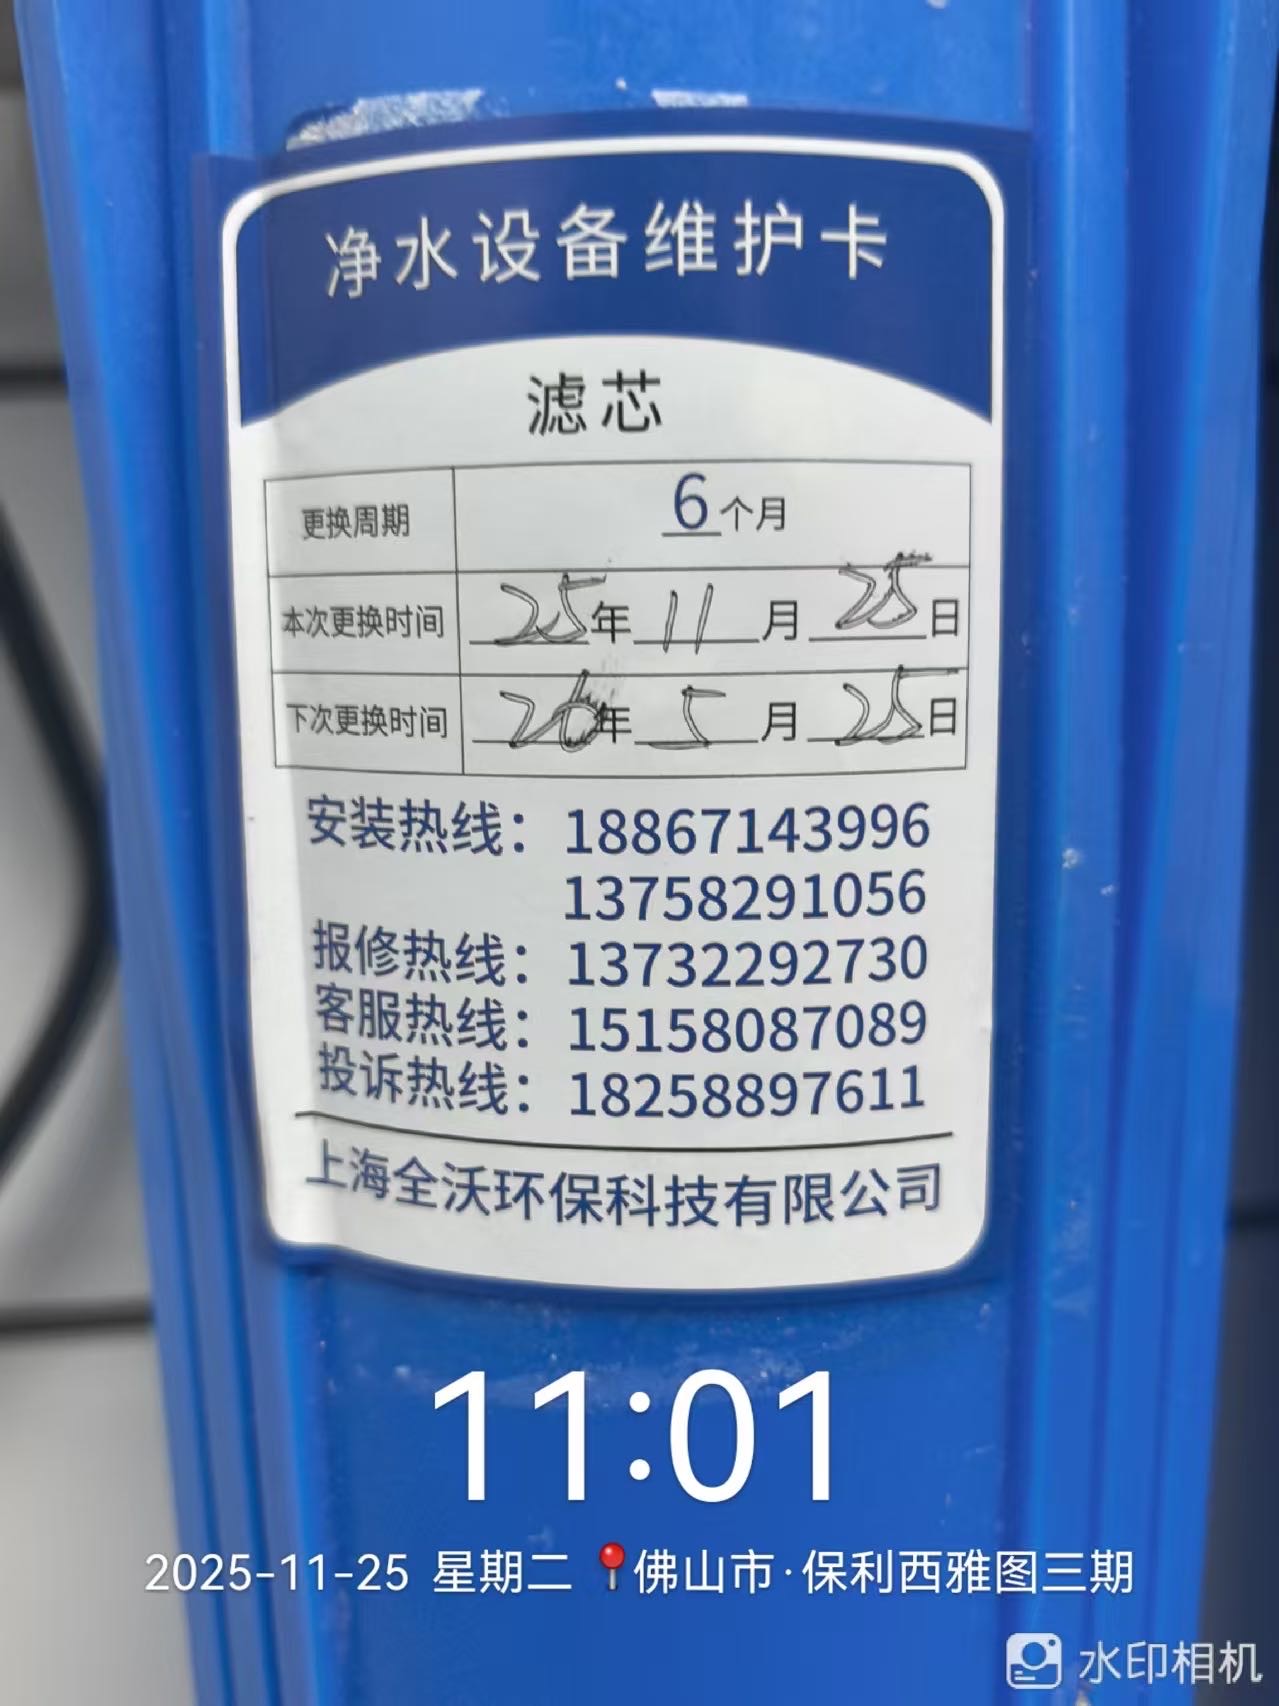 净水设备维护卡
滤芯
更换周期 6个月
本次更换时间 25年11月25日
下次更换时间 26年5月25日
安装热线：18867143996
13758291056
报修热线：13732292730
客服热线：15158087089
投诉热线：18258897611
上海全沃环保科技有限公司
11:01
2025-11-25 星期二 佛山市·保利西雅图三期
水印相机